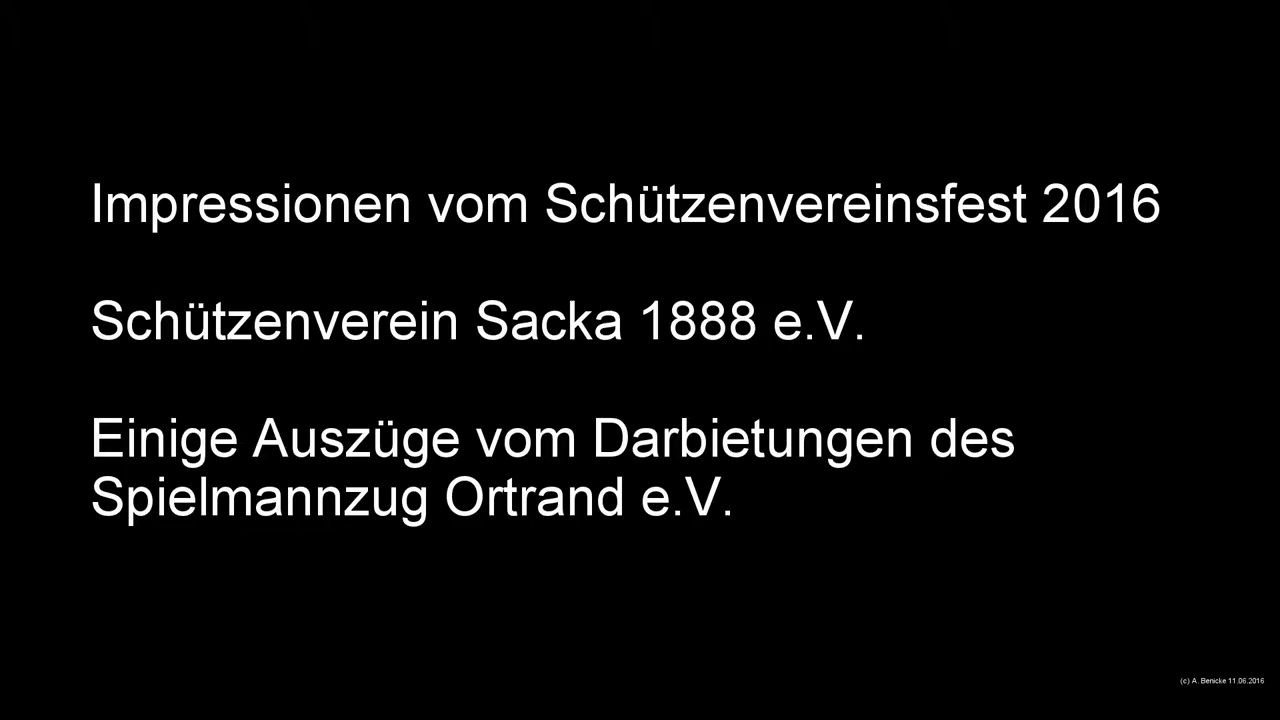 Impressionen vom Schützenvereinsfest 2016
Schützenverein Sacka 1888 e.V.
Einige Auszüge vom Darbietungen des
Spielmannzug Ortrand e.V.
(c) A. Benicke 11.06.2016